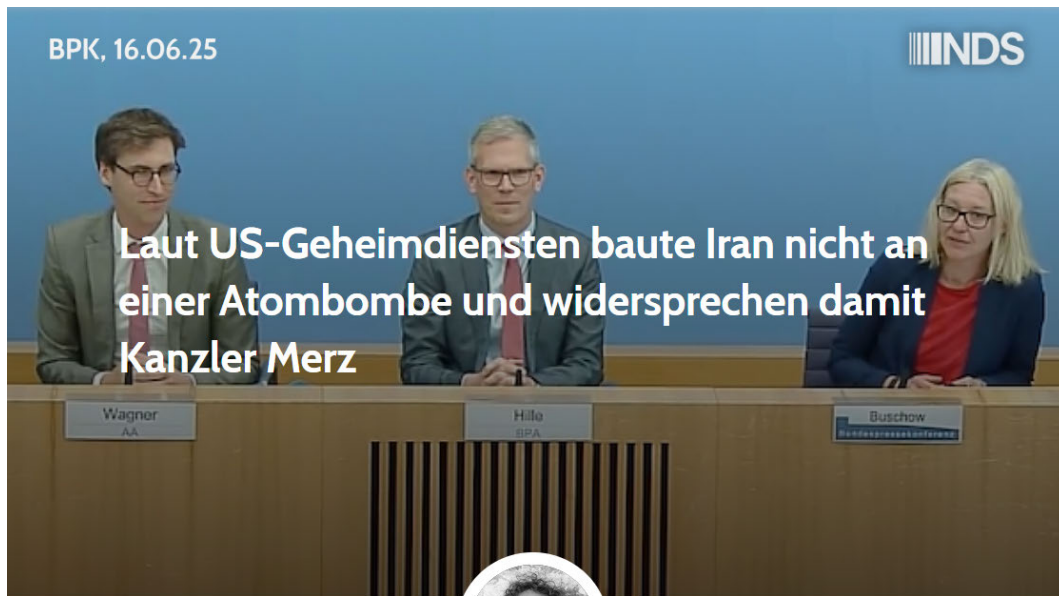 BPK, 16.06.25
NDS
Laut US-Geheimdiensten baute Iran nicht an
einer Atombombe und widersprechen damit
Kanzler Merz
Wagner
AA
Hille
BPA
Buschow
Bundespressekonferenz